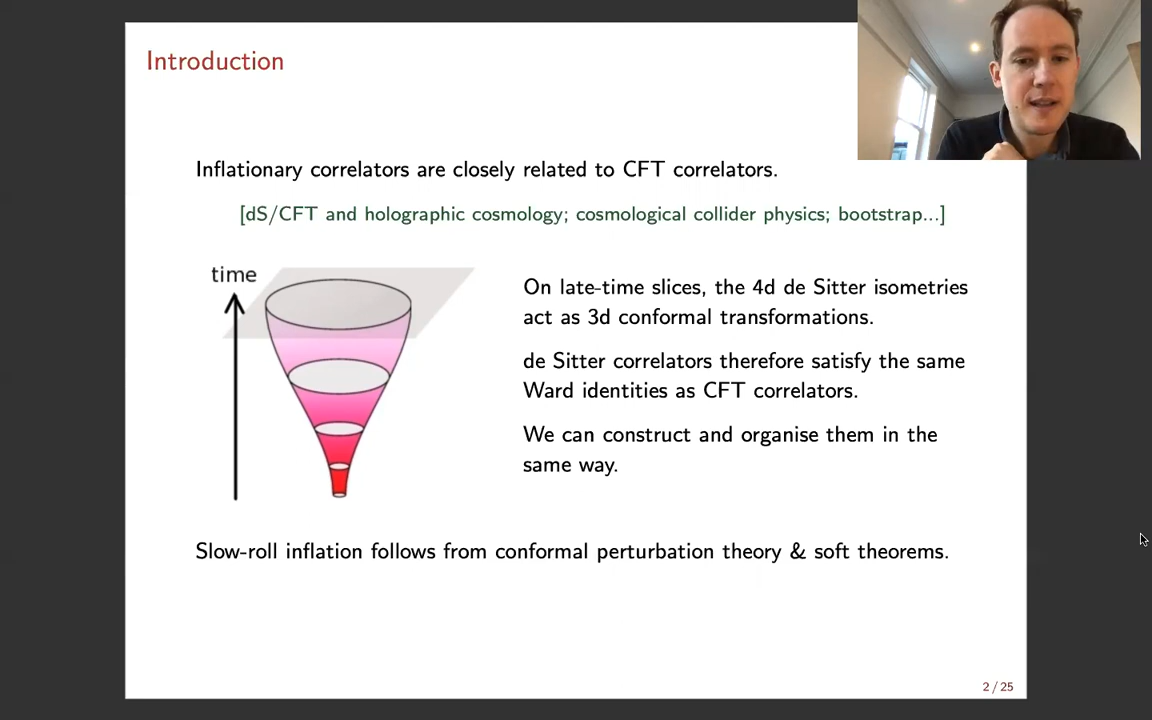 Introduction
Inflationary correlators are closely related to CFT correlators.
[dS/CFT and holographic cosmology; cosmological collider physics; bootstrap...]
time
On late-time slices, the 4d de Sitter isometries
act as 3d conformal transformations.
de Sitter correlators therefore satisfy the same
Ward identities as CFT correlators.
We can construct and organise them in the
same way.
Slow-roll inflation follows from conformal perturbation theory & soft theorems.
2 / 25